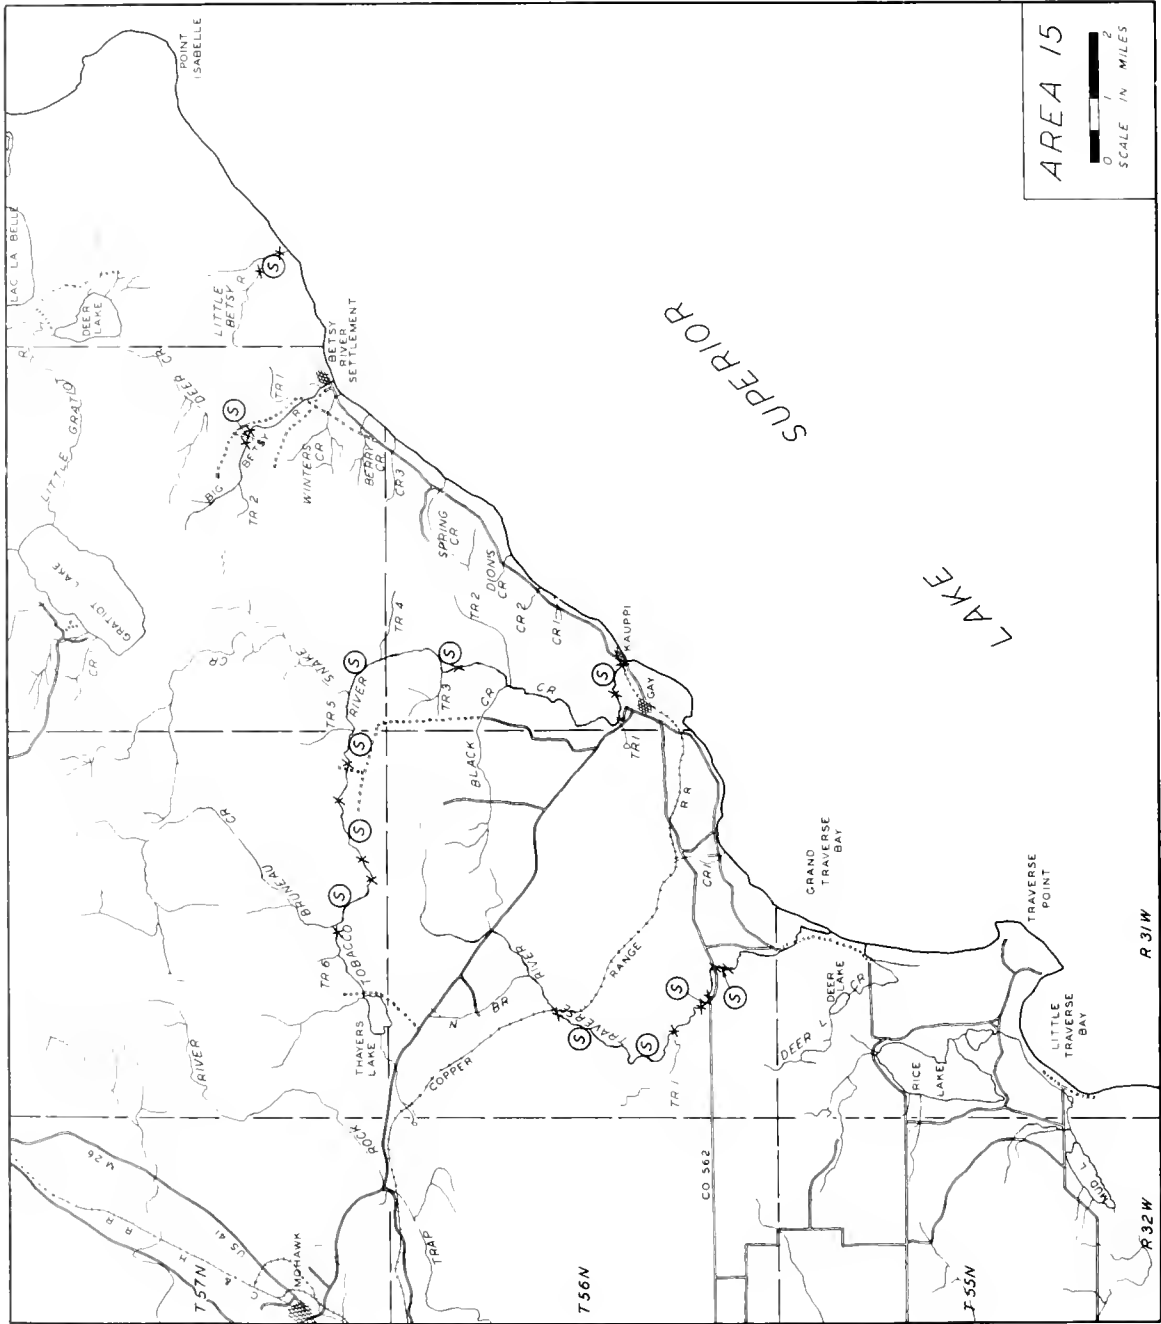 AREA 15
0 1 2
SCALE IN MILES
POINT
ISABELLE
LAC LA BELLE
DEER
LAKE
LITTLE
BETSY
R
S
BETSY
RIVER
SETTLEMENT
R
LITTLE GRATIOT
DEER CR
S
TR 1
BIG BETSY R
TR 2
WINTERS
CR
BERRY
CR
CR 3
SPRING
CR
DION'S
CR
CR 2
CR 1
GRATIOT LAKE
CR
SNAKE CR
TR 4
TR 2
S
S
TR 3
TR 5
RIVER
S
CR
S
KAUPPI
GAY
TR 1
BLACK CR
LAKE SUPERIOR
BRUNEAU CR
S
S
TOBACCO
TR 6
THAYERS
LAKE
RIVER
ROCK
TRAP
N BR
TRAVERSE RIVER
S
S
S
S
TR 1
COPPER RANGE R R
CR 1
GRAND
TRAVERSE
BAY
TRAVERSE
POINT
DEER
LAKE
CR
DEER L
RICE
LAKE
LITTLE
TRAVERSE
BAY
MUD L
CO 562
M 26
US 41
C & H R R
MOHAWK
T 57N
T 56N
T 55N
R 32W
R 31W